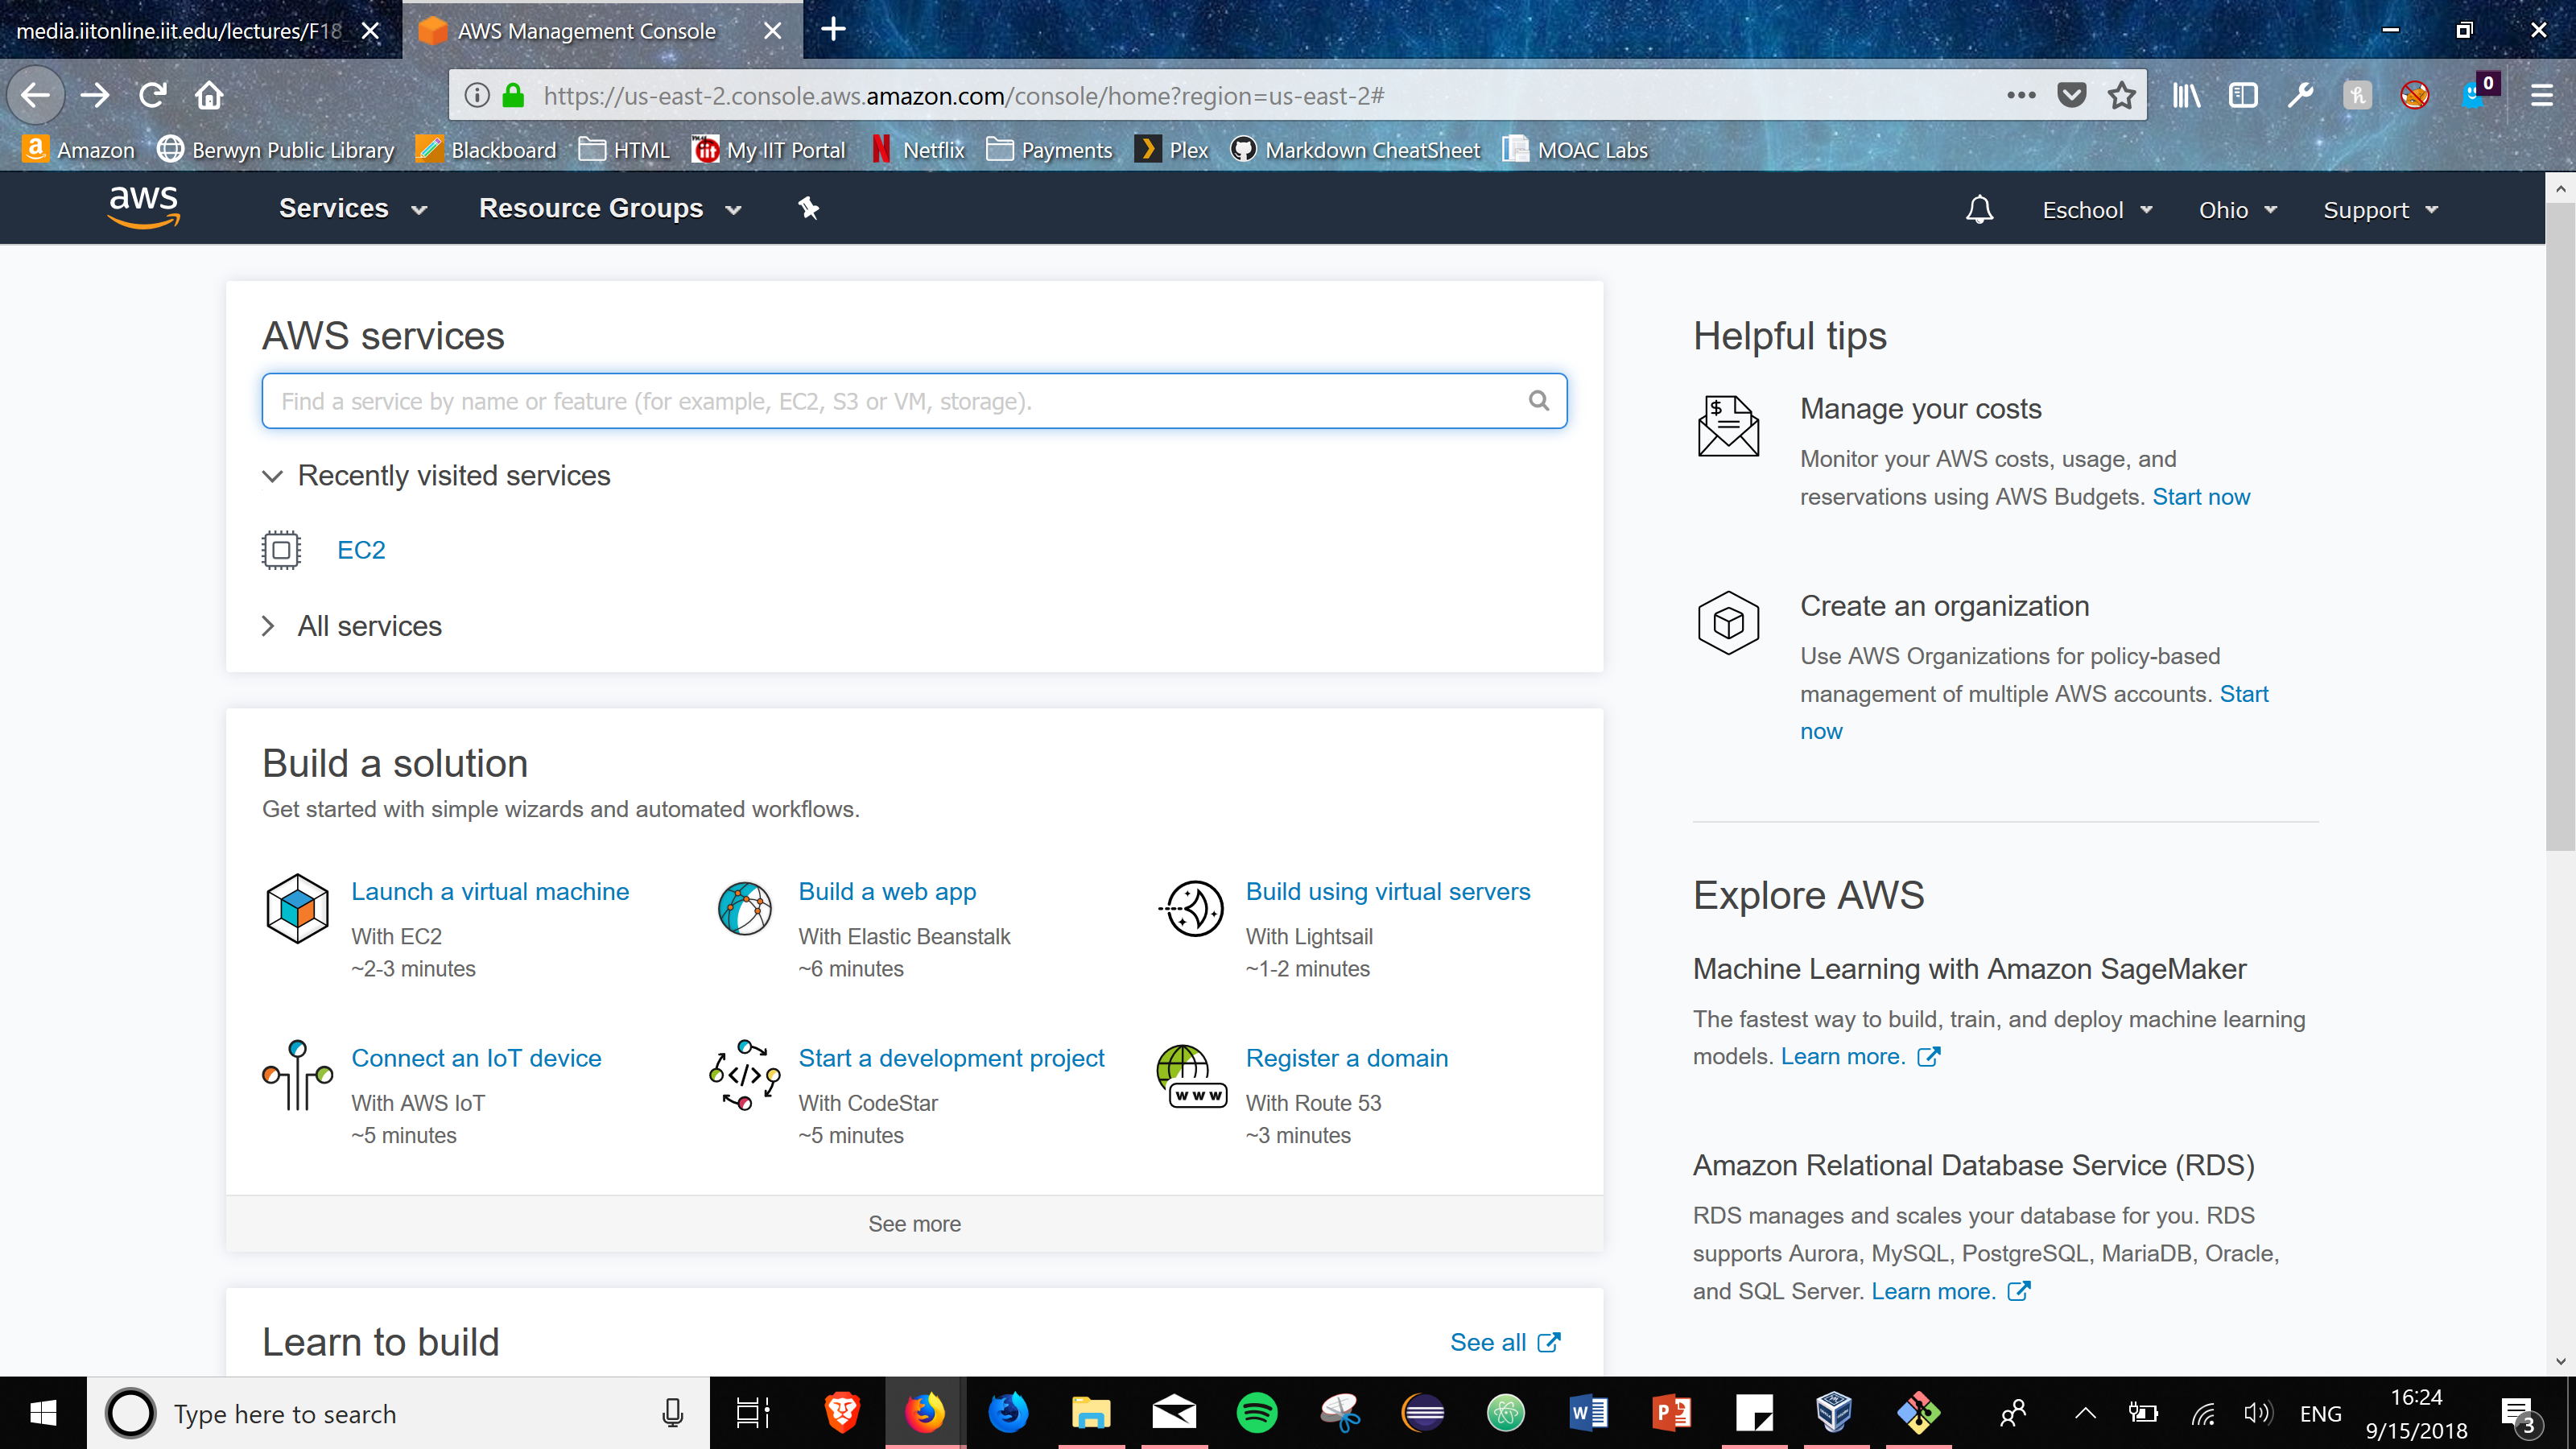 media.iitonline.iit.edu/lectures/F18
AWS Management Console
https://us-east-2.console.aws.amazon.com/console/home?region=us-east-2#
0
Amazon
Berwyn Public Library
Blackboard
HTML
My IIT Portal
Netflix
Payments
Plex
Markdown CheatSheet
MOAC Labs
aws
Services
Resource Groups
Eschool
Ohio
Support
AWS services
Find a service by name or feature (for example, EC2, S3 or VM, storage).
Recently visited services
EC2
All services
Build a solution
Get started with simple wizards and automated workflows.
Launch a virtual machine
With EC2
~2-3 minutes
Build a web app
With Elastic Beanstalk
~6 minutes
Build using virtual servers
With Lightsail
~1-2 minutes
Connect an IoT device
With AWS IoT
~5 minutes
Start a development project
With CodeStar
~5 minutes
Register a domain
With Route 53
~3 minutes
www
See more
Learn to build
See all
Helpful tips
Manage your costs
Monitor your AWS costs, usage, and
reservations using AWS Budgets. Start now
Create an organization
Use AWS Organizations for policy-based
management of multiple AWS accounts. Start
now
Explore AWS
Machine Learning with Amazon SageMaker
The fastest way to build, train, and deploy machine learning
models. Learn more.
Amazon Relational Database Service (RDS)
RDS manages and scales your database for you. RDS
supports Aurora, MySQL, PostgreSQL, MariaDB, Oracle,
and SQL Server. Learn more.
Type here to search
ENG
16:24
9/15/2018
3